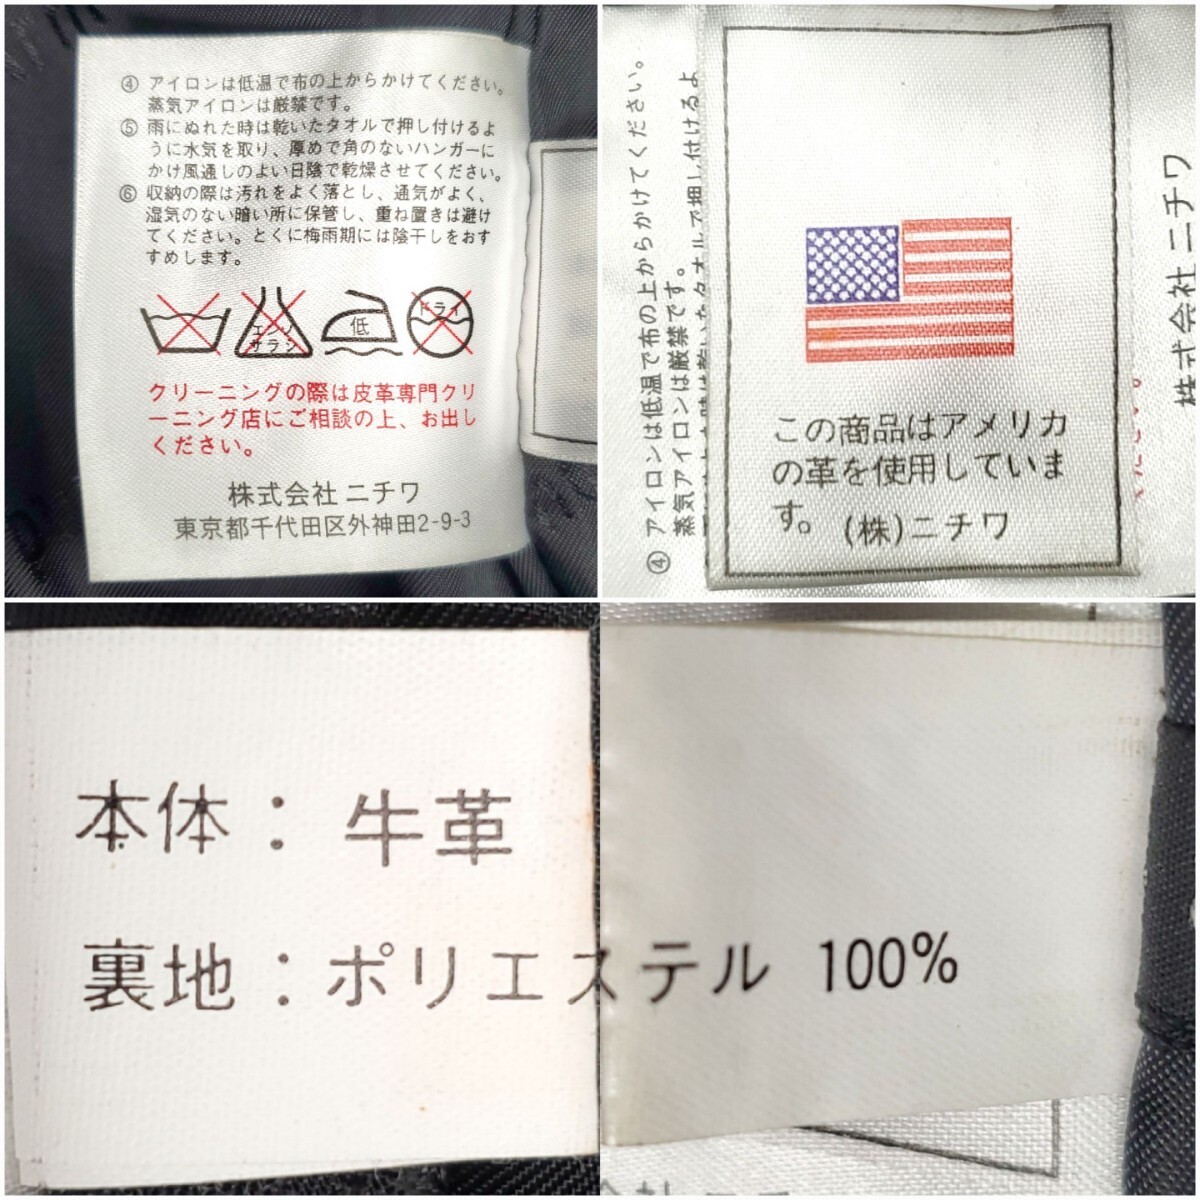 ④ アイロンは低温で布の上からかけてください。
蒸気アイロンは厳禁です。
⑤ 雨にぬれた時は乾いたタオルで押し付けるよ
うに水気を取り、厚めで角のないハンガーに
かけ風通しのよい日陰で乾燥させてください。
⑥ 収納の際は汚れをよく落とし、通気がよく、
湿気のない暗い所に保管し、重ね置きは避け
てください。とくに梅雨期には陰干しをおす
すめします。
エンソ
サラシ
低
ドライ
クリーニングの際は皮革専門クリ
ーニング店にご相談の上、お出し
ください。
株式会社 ニチワ
東京都千代田区外神田2-9-3
④ アイロンは低温で布の上からかけてください。
蒸気アイロンは厳禁です。
この商品はアメリカ
の革を使用していま
す。 (株)ニチワ
株式会社 ニチワ
本体：牛革
裏地：ポリエステル 100%